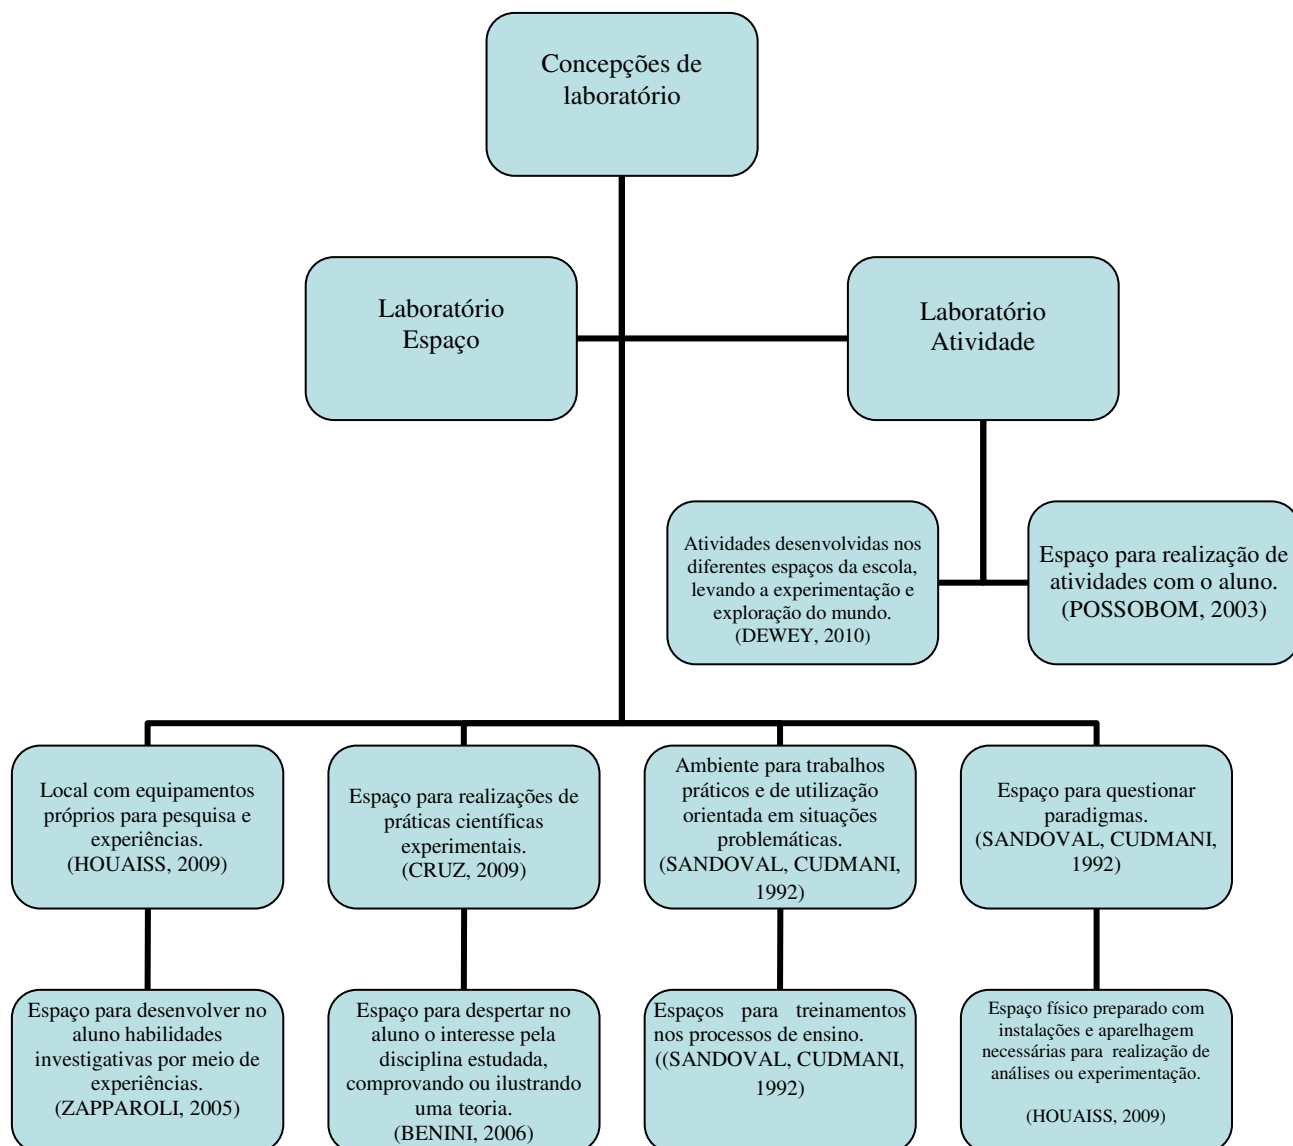 Concepções de
laboratório
Laboratório
Espaço
Laboratório
Atividade
Atividades desenvolvidas nos
diferentes espaços da escola,
levando a experimentação e
exploração do mundo.
(DEWEY, 2010)
Espaço para realização de
atividades com o aluno.
(POSSOBOM, 2003)
Local com equipamentos
próprios para pesquisa e
experiências.
(HOUAISS, 2009)
Espaço para realizações de
práticas científicas
experimentais.
(CRUZ, 2009)
Ambiente para trabalhos
práticos e de utilização
orientada em situações
problemáticas.
(SANDOVAL, CUDMANI,
1992)
Espaço para questionar
paradigmas.
(SANDOVAL, CUDMANI,
1992)
Espaço para desenvolver no
aluno habilidades
investigativas por meio de
experiências.
(ZAPPAROLI, 2005)
Espaço para despertar no
aluno o interesse pela
disciplina estudada,
comprovando ou ilustrando
uma teoria.
(BENINI, 2006)
Espaços para treinamentos
nos processos de ensino.
((SANDOVAL, CUDMANI,
1992)
Espaço físico preparado com
instalações e aparelhagem
necessárias para realização de
análises ou experimentação.
(HOUAISS, 2009)